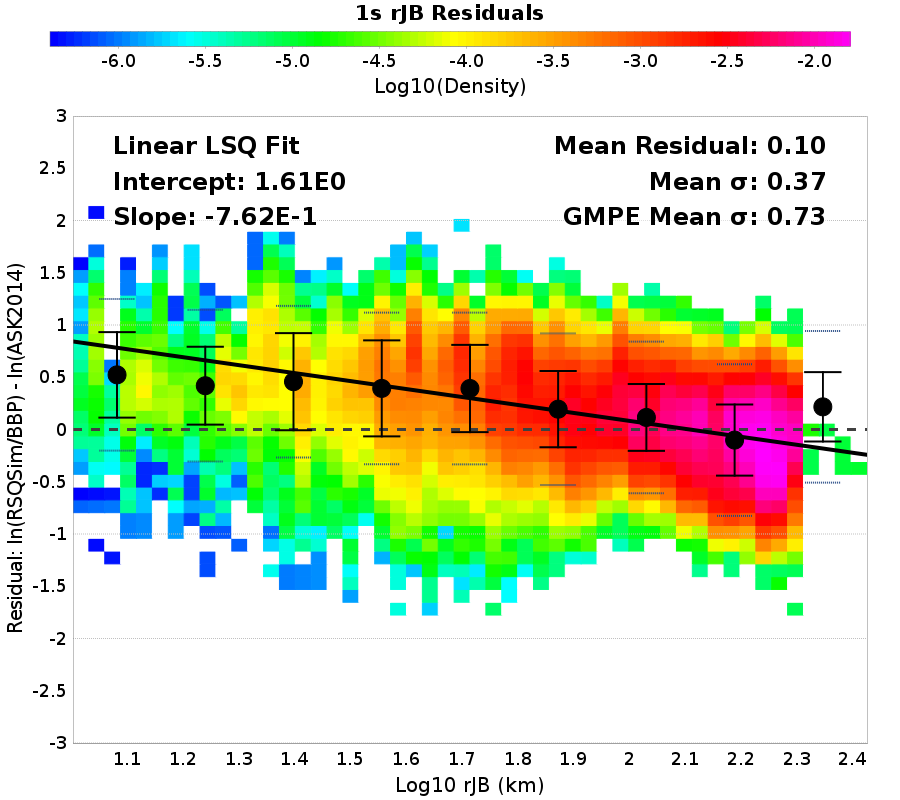 1s rJB Residuals
-6.0 -5.5 -5.0 -4.5 -4.0 -3.5 -3.0 -2.5 -2.0
Log10(Density)
Linear LSQ Fit
Intercept: 1.61E0
Slope: -7.62E-1
Mean Residual: 0.10
Mean σ: 0.37
GMPE Mean σ: 0.73
Residual: ln(RSQSim/BBP) - ln(ASK2014)
3
2.5
2
1.5
1
0.5
0
-0.5
-1
-1.5
-2
-2.5
-3
1.1 1.2 1.3 1.4 1.5 1.6 1.7 1.8 1.9 2 2.1 2.2 2.3 2.4
Log10 rJB (km)